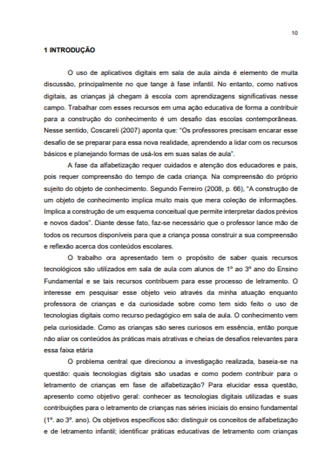 10
1 INTRODUÇÃO
O uso de aplicativos digitais em sala de aula ainda é elemento de muita
discussão, principalmente no que tange à fase infantil. No entanto, como nativos
digitais, as crianças já chegam à escola com aprendizagens significativas nesse
campo. Trabalhar com esses recursos em uma ação educativa de forma a contribuir
para a construção do conhecimento é um desafio das escolas contemporâneas.
Nesse sentido, Coscareli (2007) aponta que: “Os professores precisam encarar esse
desafio de se preparar para essa nova realidade, aprendendo a lidar com os recursos
básicos e planejando formas de usá-los em suas salas de aula”.
A fase da alfabetização requer cuidados e atenção dos educadores e pais,
pois requer compreensão do tempo de cada criança. Na compreensão do próprio
sujeito do objeto de conhecimento. Segundo Ferreiro (2008, p. 66), “A construção de
um objeto de conhecimento implica muito mais que mera coleção de informações.
Implica a construção de um esquema conceitual que permite interpretar dados prévios
e novos dados”. Diante desse fato, faz-se necessário que o professor lance mão de
todos os recursos disponíveis para que a criança possa construir a sua compreensão
e reflexão acerca dos conteúdos escolares.
O trabalho ora apresentado tem o propósito de saber quais recursos
tecnológicos são utilizados em sala de aula com alunos de 1º ao 3º ano do Ensino
Fundamental e se tais recursos contribuem para esse processo de letramento. O
interesse em pesquisar esse objeto veio através da minha atuação enquanto
professora de crianças e da curiosidade sobre como tem sido feito o uso de
tecnologias digitais como recurso pedagógico em sala de aula. O conhecimento vem
pela curiosidade. Como as crianças são seres curiosos em essência, então porque
não aliar os conteúdos às práticas mais atrativas e cheias de desafios relevantes para
essa faixa etária
O problema central que direcionou a investigação realizada, baseia-se na
questão: quais tecnologias digitais são usadas e como podem contribuir para o
letramento de crianças em fase de alfabetização? Para elucidar essa questão,
apresento como objetivo geral: conhecer as tecnologias digitais utilizadas e suas
contribuições para o letramento de crianças nas séries iniciais do ensino fundamental
(1º. ao 3º. ano). Os objetivos específicos são: distinguir os conceitos de alfabetização
e de letramento infantil; identificar práticas educativas de letramento com crianças